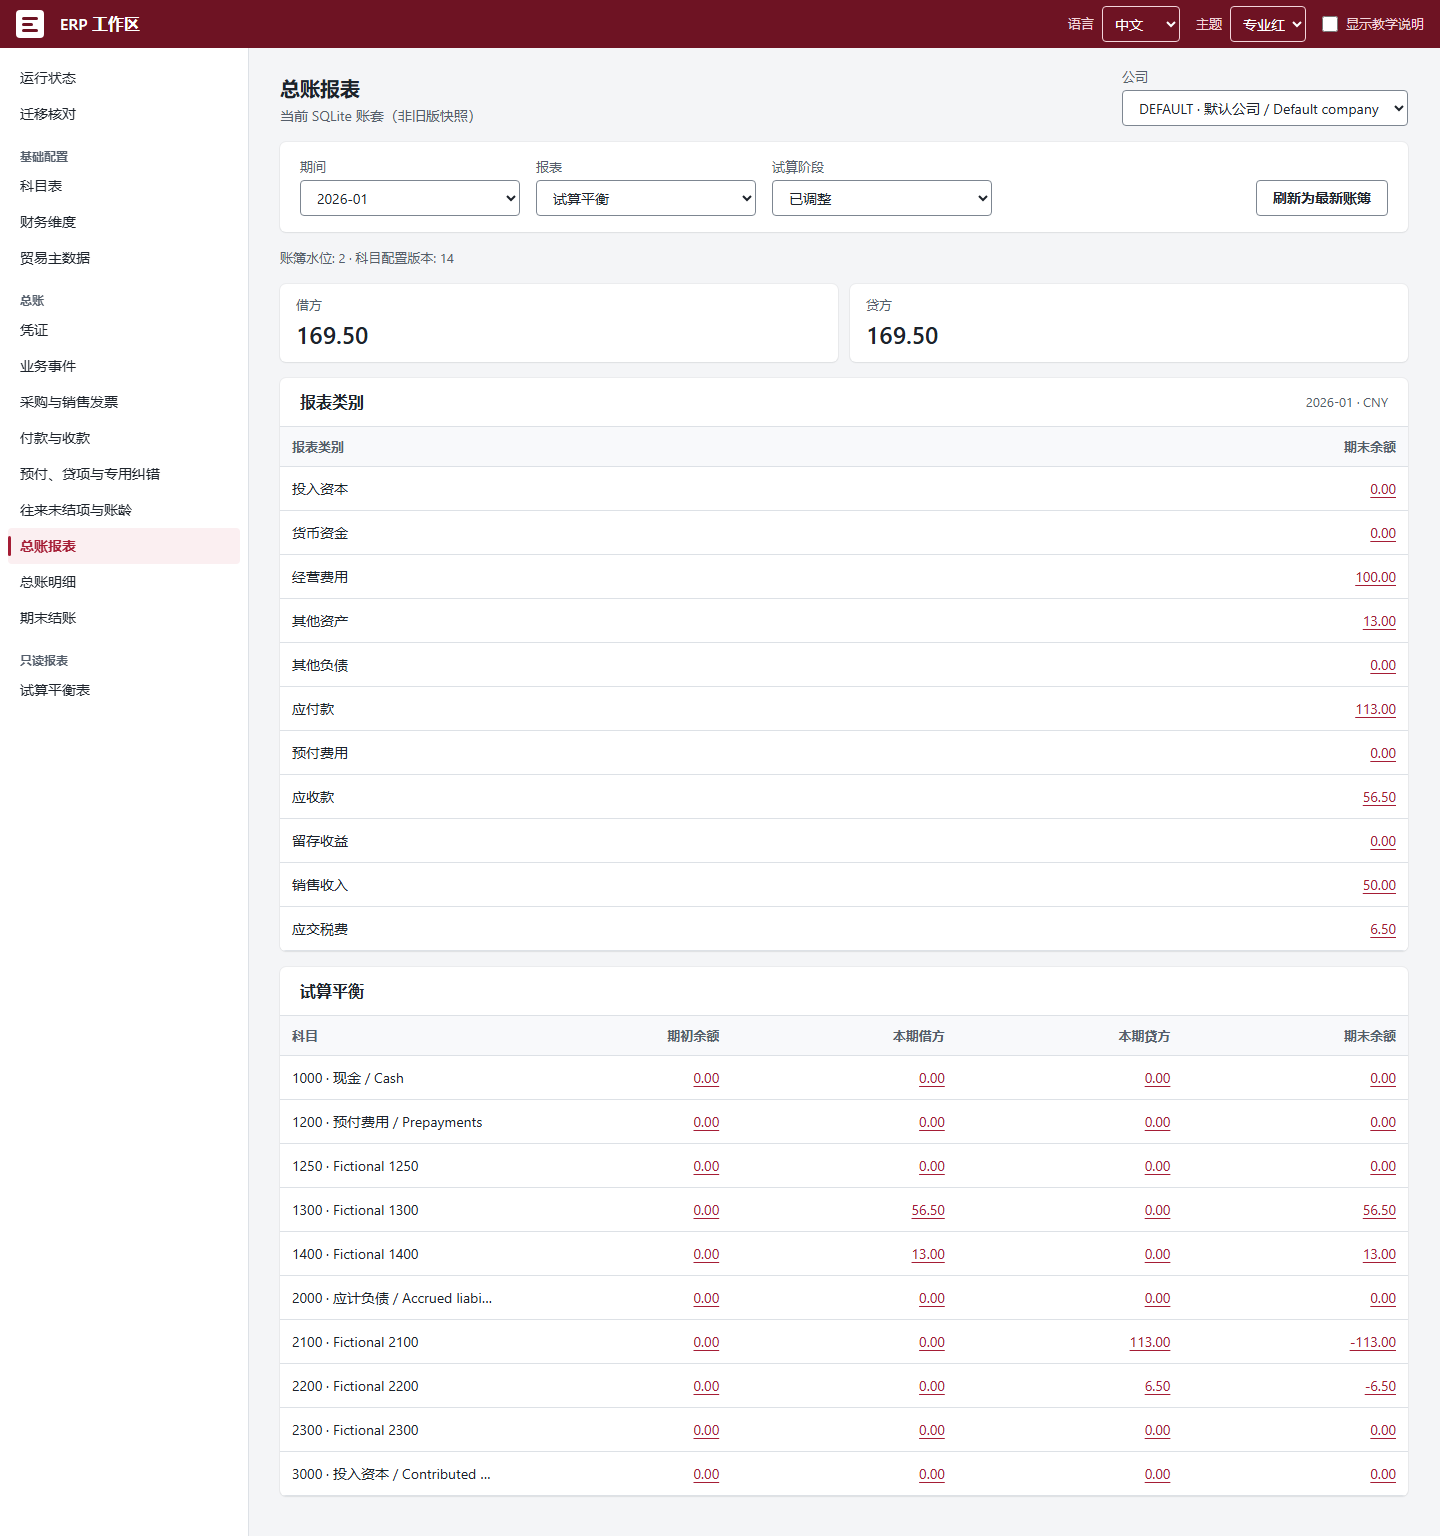 ERP 工作区
语言 中文 主题 专业红 显示教学说明
运行状态
迁移核对
基础配置
科目表
财务维度
贸易主数据
总账
凭证
业务事件
采购与销售发票
付款与收款
预付、贷项与专用纠错
往来未结项与账龄
总账报表
总账明细
期末结账
只读报表
试算平衡表
总账报表
当前 SQLite 账套（非旧版快照）
公司
DEFAULT · 默认公司 / Default company
期间 报表 试算阶段
2026-01 试算平衡 已调整 刷新为最新账簿
账簿水位: 2 · 科目配置版本: 14
借方
169.50
贷方
169.50
报表类别 2026-01 · CNY
报表类别 期末余额
投入资本 0.00
货币资金 0.00
经营费用 100.00
其他资产 13.00
其他负债 0.00
应付款 113.00
预付费用 0.00
应收款 56.50
留存收益 0.00
销售收入 50.00
应交税费 6.50
试算平衡
科目 期初余额 本期借方 本期贷方 期末余额
1000 · 现金 / Cash 0.00 0.00 0.00 0.00
1200 · 预付费用 / Prepayments 0.00 0.00 0.00 0.00
1250 · Fictional 1250 0.00 0.00 0.00 0.00
1300 · Fictional 1300 0.00 56.50 0.00 56.50
1400 · Fictional 1400 0.00 13.00 0.00 13.00
2000 · 应计负债 / Accrued liabi... 0.00 0.00 0.00 0.00
2100 · Fictional 2100 0.00 0.00 113.00 -113.00
2200 · Fictional 2200 0.00 0.00 6.50 -6.50
2300 · Fictional 2300 0.00 0.00 0.00 0.00
3000 · 投入资本 / Contributed ... 0.00 0.00 0.00 0.00